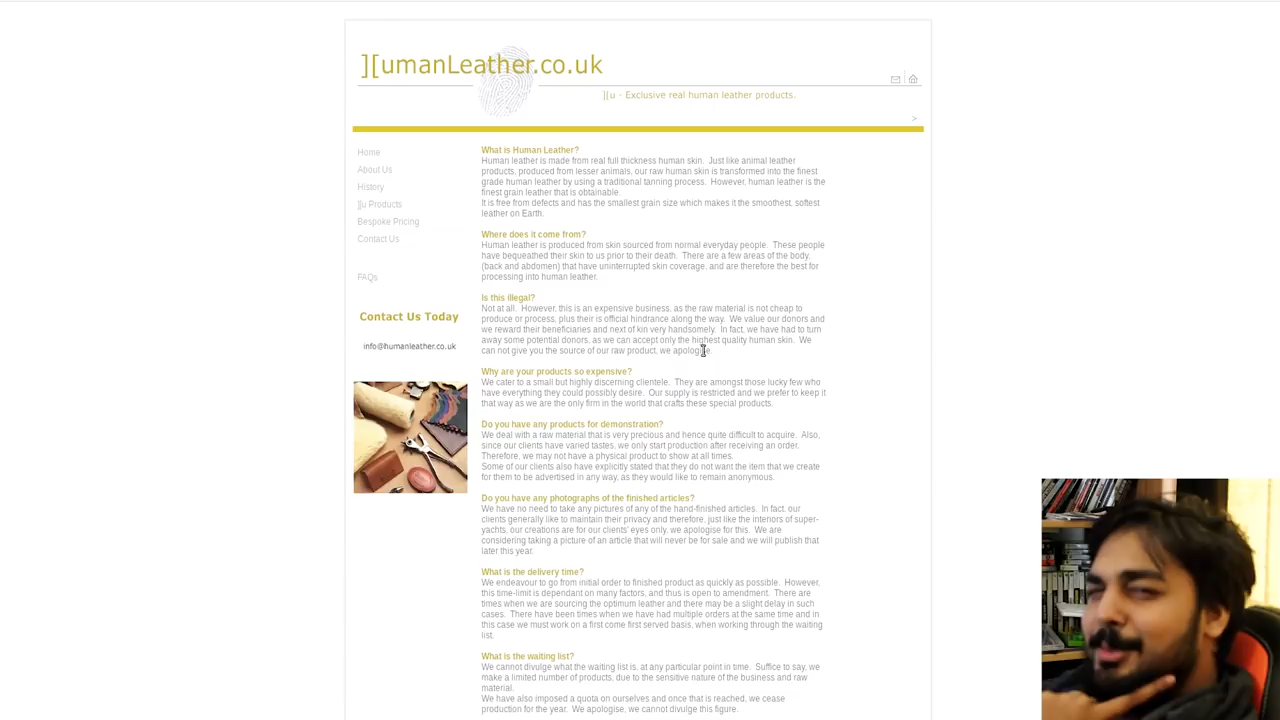 ][umanLeather.co.uk
][u - Exclusive real human leather products.
>
Home
About Us
History
][u Products
Bespoke Pricing
Contact Us
FAQs
Contact Us Today
info@humanleather.co.uk
What is Human Leather?
Human leather is made from real full thickness human skin. Just like animal leather
products, produced from lesser animals, our raw human skin is transformed into the finest
grade human leather by using a traditional tanning process. However, human leather is the
finest grain leather that is obtainable.
It is free from defects and has the smallest grain size which makes it the smoothest, softest
leather on Earth.
Where does it come from?
Human leather is produced from skin sourced from normal everyday people. These people
have bequeathed their skin to us prior to their death. There are a few areas of the body,
(back and abdomen) that have uninterrupted skin coverage, and are therefore the best for
processing into human leather.
Is this illegal?
Not at all. However, this is an expensive business, as the raw material is not cheap to
produce or process, plus their is official hindrance along the way. We value our donors and
we reward their beneficiaries and next of kin very handsomely. In fact, we have had to turn
away some potential donors, as we can accept only the highest quality human skin. We
can not give you the source of our raw product, we apologise.
Why are your products so expensive?
We cater to a small but highly discerning clientele. They are amongst those lucky few who
have everything they could possibly desire. Our supply is restricted and we prefer to keep it
that way as we are the only firm in the world that crafts these special products.
Do you have any products for demonstration?
We deal with a raw material that is very precious and hence quite difficult to acquire. Also,
since our clients have varied tastes, we only start production after receiving an order.
Therefore, we may not have a physical product to show at all times.
Some of our clients also have explicitly stated that they do not want the item that we create
for them to be advertised in any way, as they would like to remain anonymous.
Do you have any photographs of the finished articles?
We have no need to take any pictures of any of the hand-finished articles. In fact, our
clients generally like to maintain their privacy and therefore, just like the interiors of super-
yachts, our creations are for our clients' eyes only, we apologise for this. We are
considering taking a picture of an article that will never be for sale and we will publish that
later this year.
What is the delivery time?
We endeavour to go from initial order to finished product as quickly as possible. However,
this time-limit is dependant on many factors, and thus is open to amendment. There are
times when we are sourcing the optimum leather and there may be a slight delay in such
cases. There have been times when we have had multiple orders at the same time and in
this case we must work on a first come first served basis, when working through the waiting
list.
What is the waiting list?
We cannot divulge what the waiting list is, at any particular point in time. Suffice to say, we
make a limited number of products, due to the sensitive nature of the business and raw
material.
We have also imposed a quota on ourselves and once that is reached, we cease
production for the year. We apologise, we cannot divulge this figure.